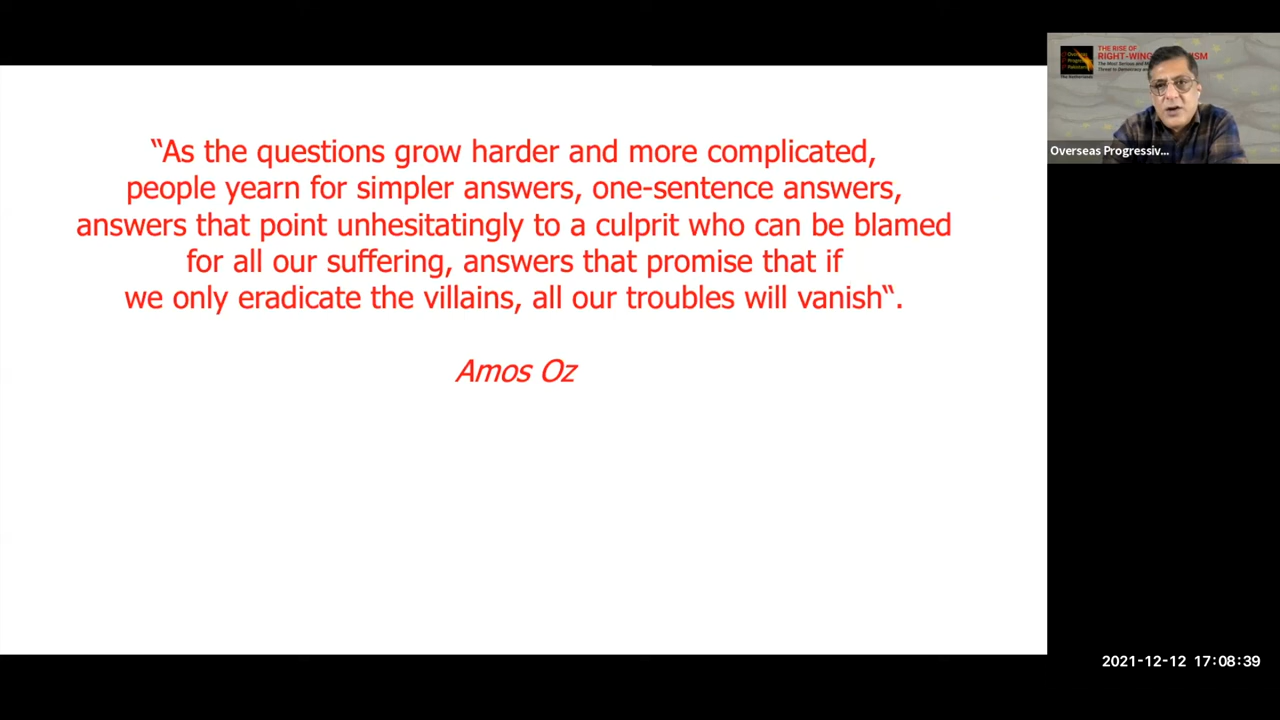 “As the questions grow harder and more complicated,
people yearn for simpler answers, one-sentence answers,
answers that point unhesitatingly to a culprit who can be blamed
for all our suffering, answers that promise that if
we only eradicate the villains, all our troubles will vanish“.
Amos Oz
THE RISE OF
RIGHT-WING
Overseas
Overseas Progressiv...
2021-12-12 17:08:39